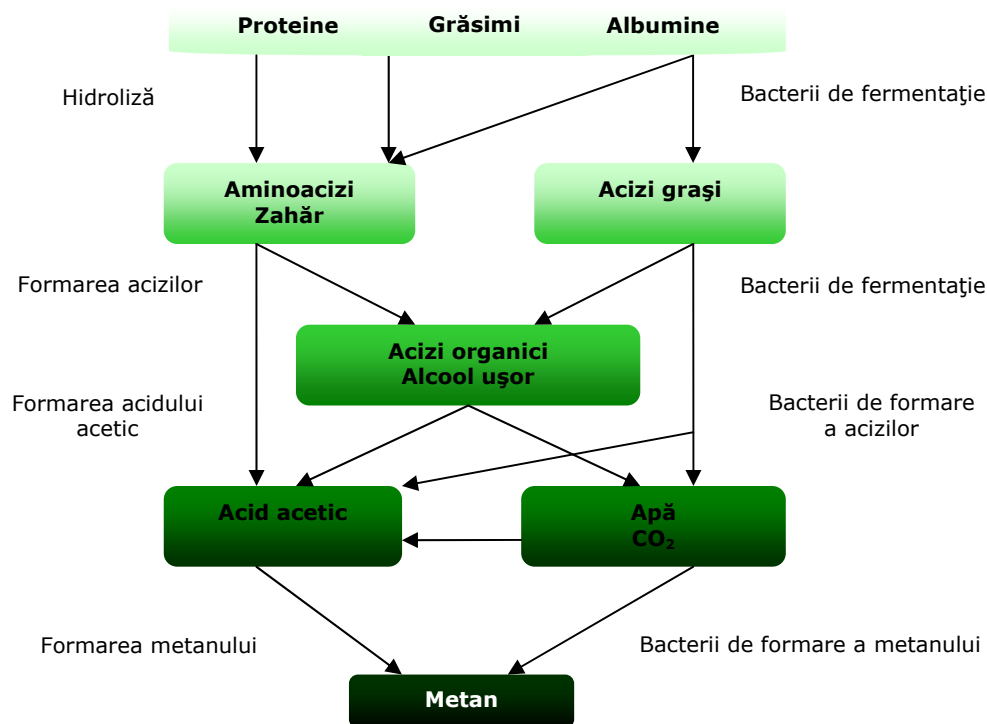 Proteine Grăsimi Albumine
Hidroliză
Bacterii de fermentaţie
Aminoacizi
Zahăr
Acizi graşi
Formarea acizilor
Bacterii de fermentaţie
Acizi organici
Alcool uşor
Formarea acidului
acetic
Bacterii de formare
a acizilor
Acid acetic
Apă
CO₂
Formarea metanului
Bacterii de formare a metanului
Metan